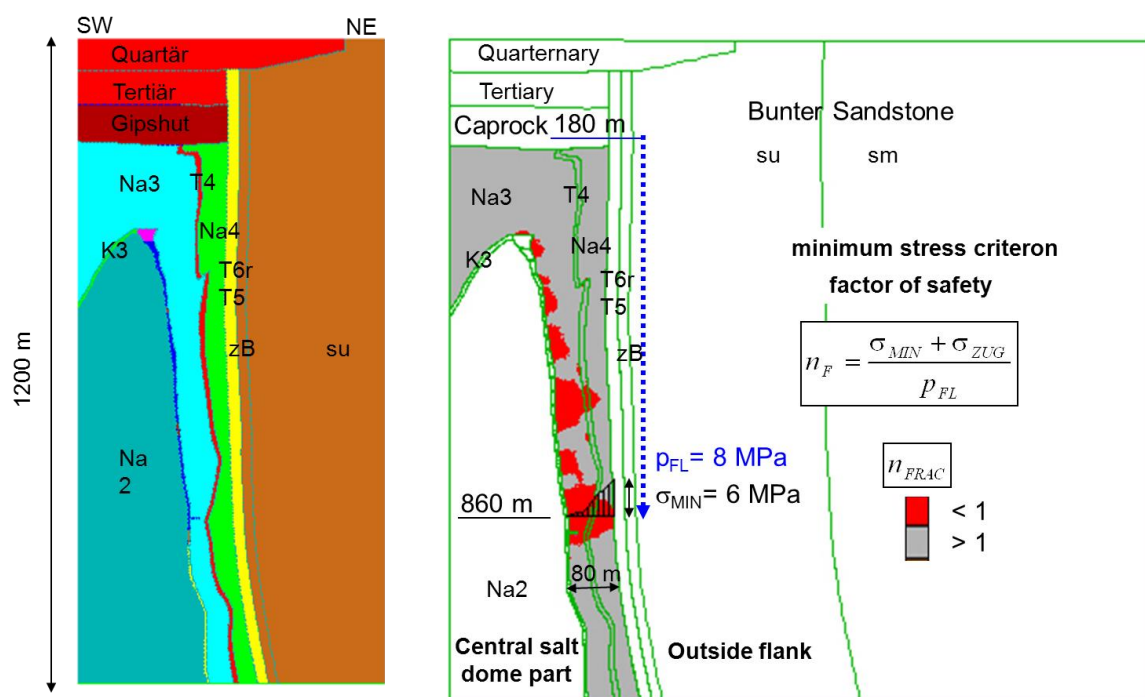 SW
NE
Quartär
Tertiär
Gipshut
Na3
T4
K3
Na4
T6r
T5
zB
su
Na
2
1200 m
Quarternary
Tertiary
Caprock
180 m
Bunter Sandstone
su
sm
Na3
T4
K3
Na4
T6r
T5
zB
minimum stress criteron
factor of safety
n_F = (σ_MIN + σ_ZUG) / p_FL
p_FL= 8 MPa
σ_MIN= 6 MPa
n_FRAC
< 1
> 1
860 m
80 m
Na2
Central salt
dome part
Outside flank